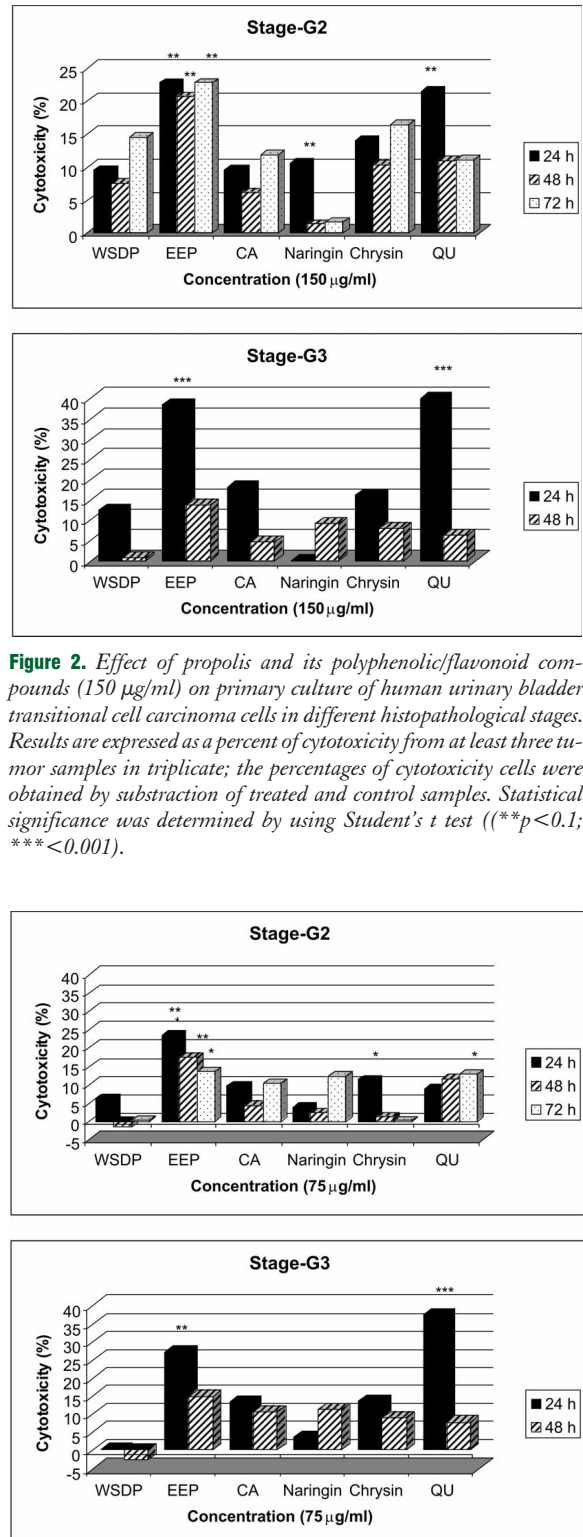 Stage-G2
** ** **
** **
25
20
15
10
5
0
Cytotoxicity (%)
24 h
48 h
72 h
WSDP EEP CA Naringin Chrysin QU
Concentration (150 µg/ml)
Stage-G3
*** ***
40
35
30
25
20
15
10
5
0
Cytotoxicity (%)
24 h
48 h
WSDP EEP CA Naringin Chrysin QU
Concentration (150 µg/ml)
Figure 2. Effect of propolis and its polyphenolic/flavonoid com-
pounds (150 µg/ml) on primary culture of human urinary bladder
transitional cell carcinoma cells in different histopathological stages.
Results are expressed as a percent of cytotoxicity from at least three tu-
mor samples in triplicate; the percentages of cytotoxicity cells were
obtained by substraction of treated and control samples. Statistical
significance was determined by using Student's t test ((**p<0.1;
***<0.001).
Stage-G2
40
35
30
25
20
15
10
5
0
-5
Cytotoxicity (%)
**
**
* * *
24 h
48 h
72 h
WSDP EEP CA Naringin Chrysin QU
Concentration (75 µg/ml)
Stage-G3
***
**
40
35
30
25
20
15
10
5
0
-5
Cytotoxicity (%)
24 h
48 h
WSDP EEP CA Naringin Chrysin QU
Concentration (75 µg/ml)